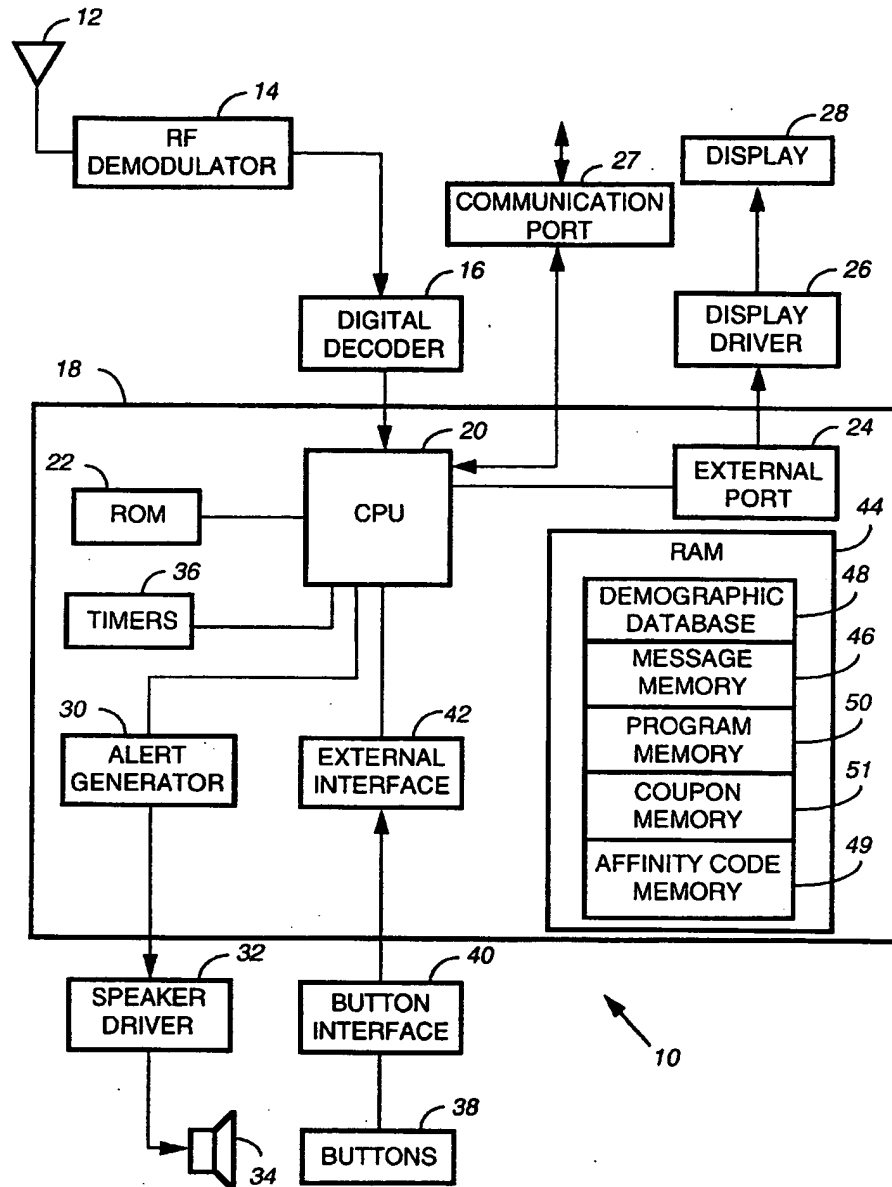 12
14
RF
DEMODULATOR
28
DISPLAY
27
COMMUNICATION
PORT
16
DIGITAL
DECODER
26
DISPLAY
DRIVER
18
20
CPU
24
EXTERNAL
PORT
22
ROM
44
RAM
36
TIMERS
48
DEMOGRAPHIC
DATABASE
46
MESSAGE
MEMORY
50
PROGRAM
MEMORY
51
COUPON
MEMORY
49
AFFINITY CODE
MEMORY
30
ALERT
GENERATOR
42
EXTERNAL
INTERFACE
32
SPEAKER
DRIVER
40
BUTTON
INTERFACE
10
34
38
BUTTONS